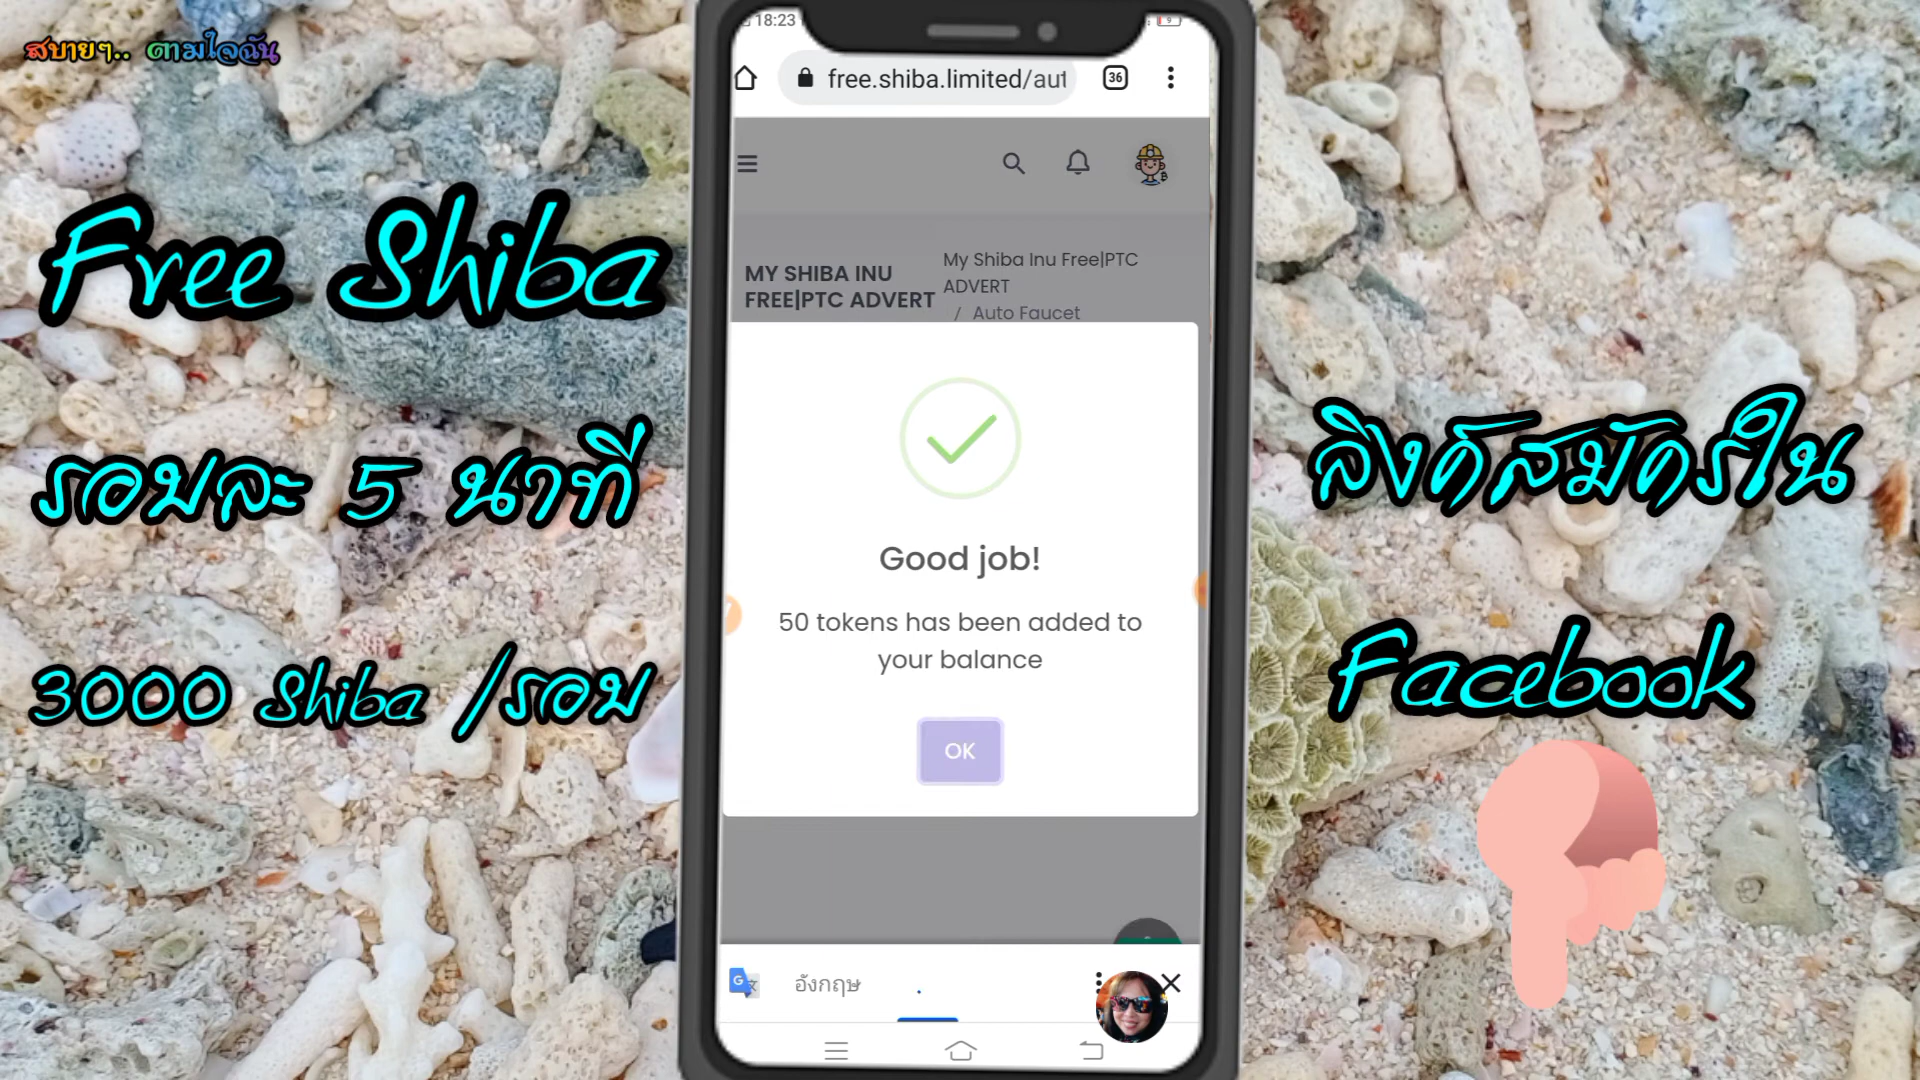 สบายๆ.. ตามใจฉัน
Free Shiba
รอบละ 5 นาที
3000 Shiba /รอบ
18:23
9
free.shiba.limited/aut
36
MY SHIBA INU
FREE|PTC ADVERT
My Shiba Inu Free|PTC
ADVERT
/ Auto Faucet
Good job!
50 tokens has been added to
your balance
OK
อังกฤษ
ลิงค์สมัครใน
Facebook